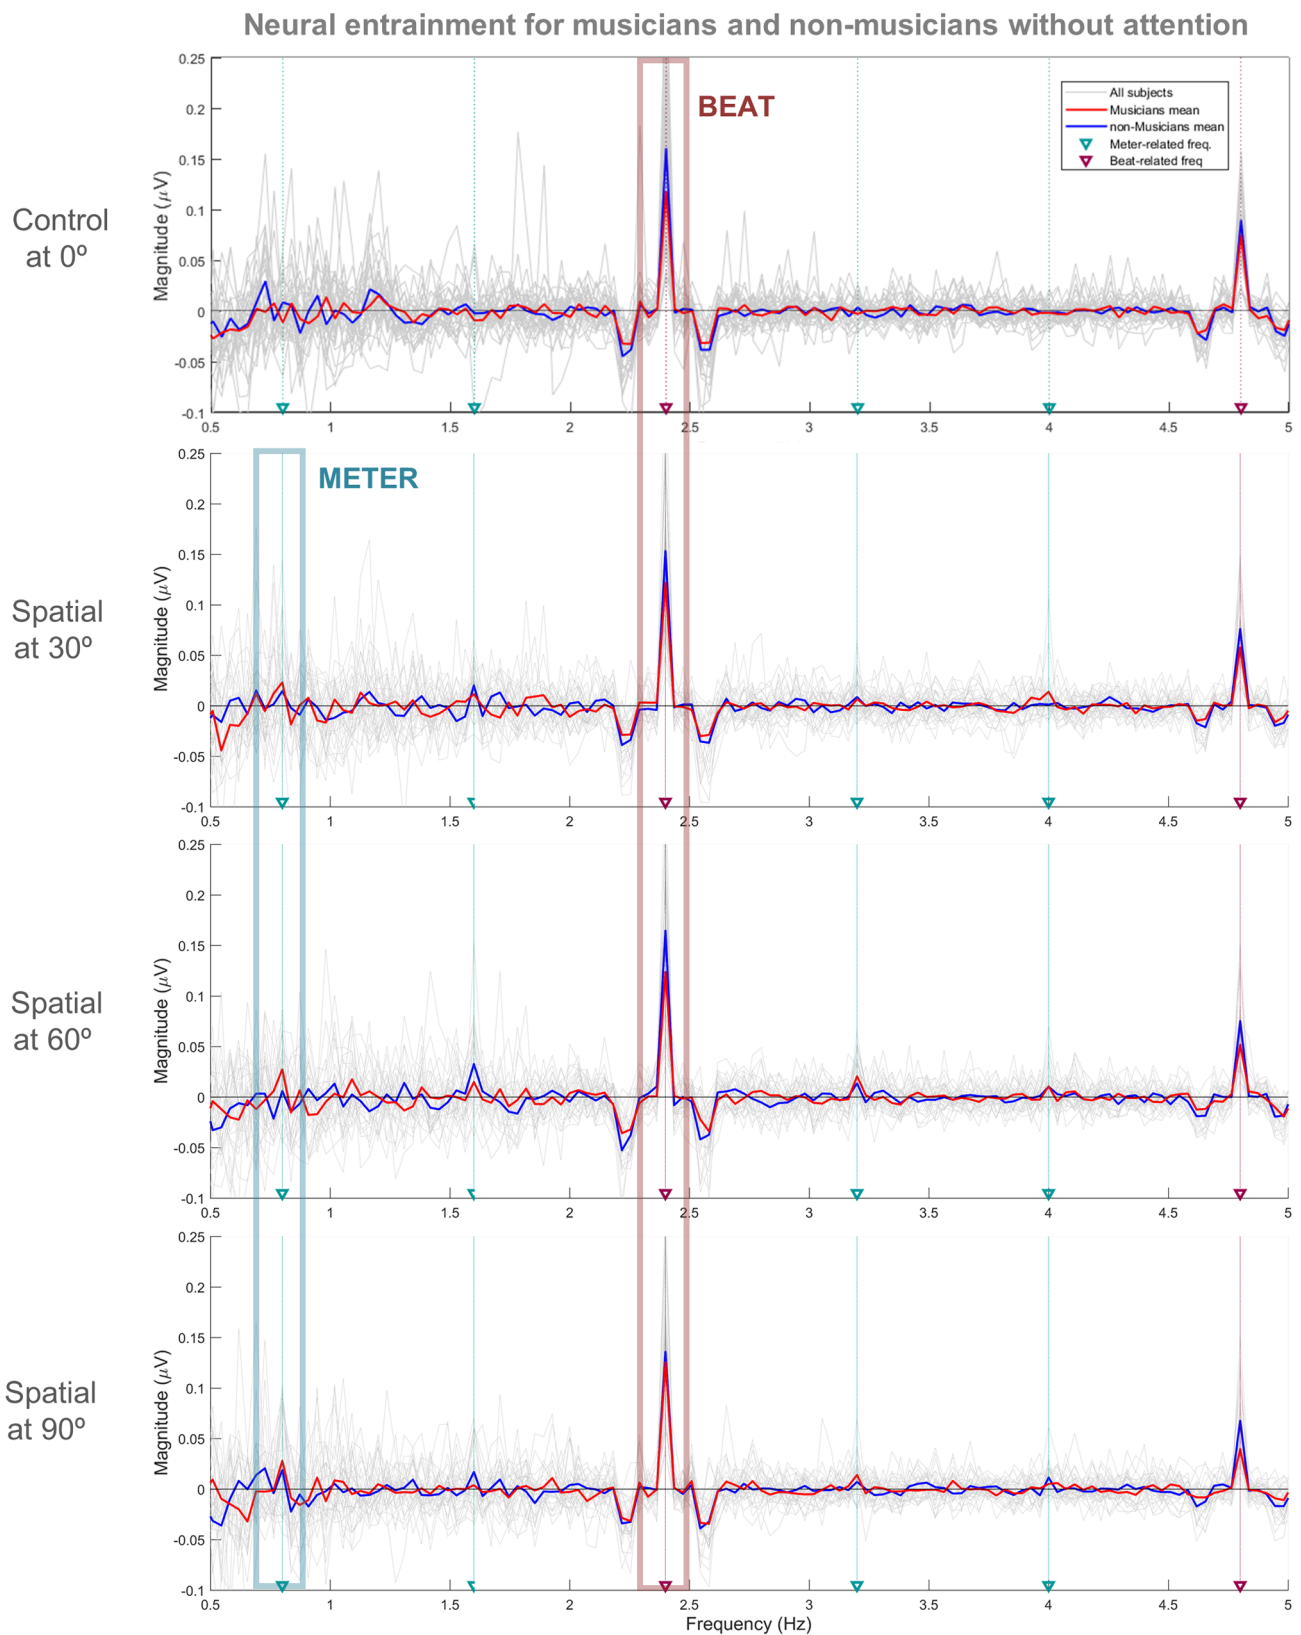 Neural entrainment for musicians and non-musicians without attention
Control
at 0º
Magnitude (μV)
0.25
0.2
0.15
0.1
0.05
0
-0.05
-0.1
BEAT
All subjects
Musicians mean
non-Musicians mean
Meter-related freq.
Beat-related freq
0.5 1 1.5 2 2.5 3 3.5 4 4.5 5
METER
Spatial
at 30º
Magnitude (μV)
0.25
0.2
0.15
0.1
0.05
0
-0.05
-0.1
0.5 1 1.5 2 2.5 3 3.5 4 4.5 5
Spatial
at 60º
Magnitude (μV)
0.25
0.2
0.15
0.1
0.05
0
-0.05
-0.1
0.5 1 1.5 2 2.5 3 3.5 4 4.5 5
Spatial
at 90º
Magnitude (μV)
0.25
0.2
0.15
0.1
0.05
0
-0.05
-0.1
0.5 1 1.5 2 2.5 3 3.5 4 4.5 5
Frequency (Hz)